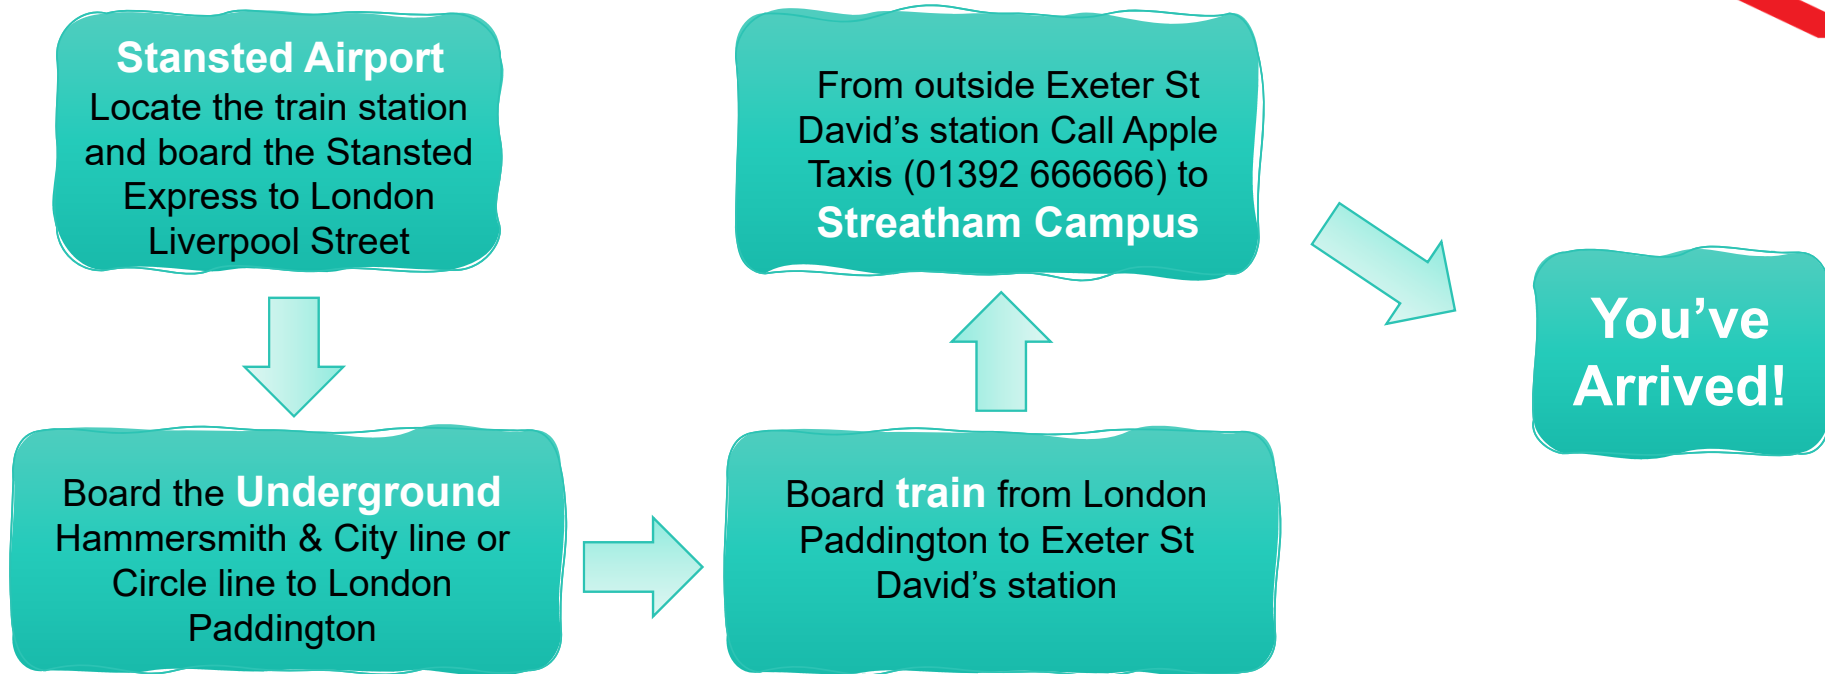 Stansted Airport
Locate the train station
and board the Stansted
Express to London
Liverpool Street
Board the Underground
Hammersmith & City line or
Circle line to London
Paddington
Board train from London
Paddington to Exeter St
David’s station
From outside Exeter St
David’s station Call Apple
Taxis (01392 666666) to
Streatham Campus
You’ve
Arrived!